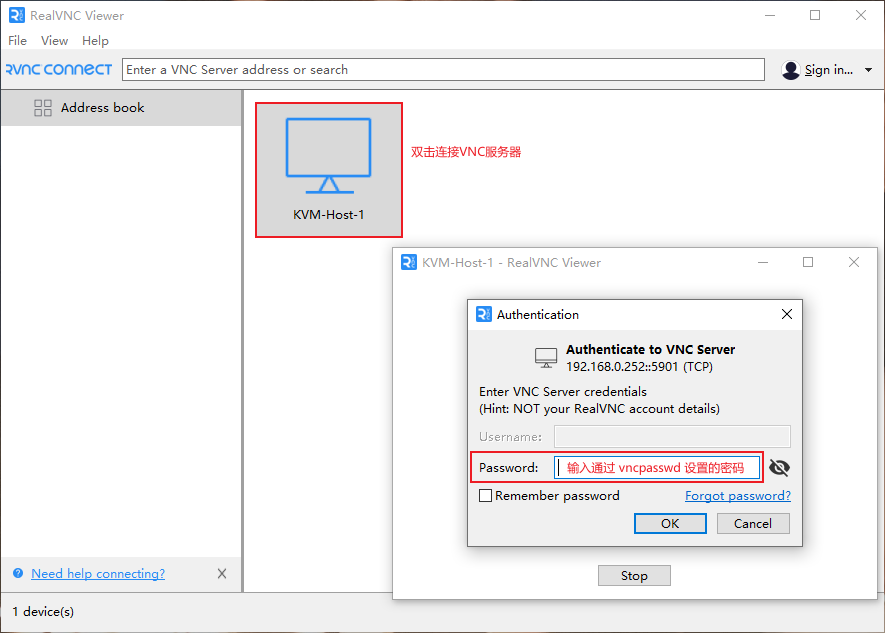 RealVNC Viewer
File View Help
RVNC CONNECT
Enter a VNC Server address or search
Sign in...
Address book
双击连接VNC服务器
KVM-Host-1
KVM-Host-1 - RealVNC Viewer
Authentication
Authenticate to VNC Server
192.168.0.252::5901 (TCP)
Enter VNC Server credentials
(Hint: NOT your RealVNC account details)
Username:
Password: 输入通过 vncpasswd 设置的密码
Remember password Forgot password?
OK Cancel
Stop
Need help connecting?
1 device(s)